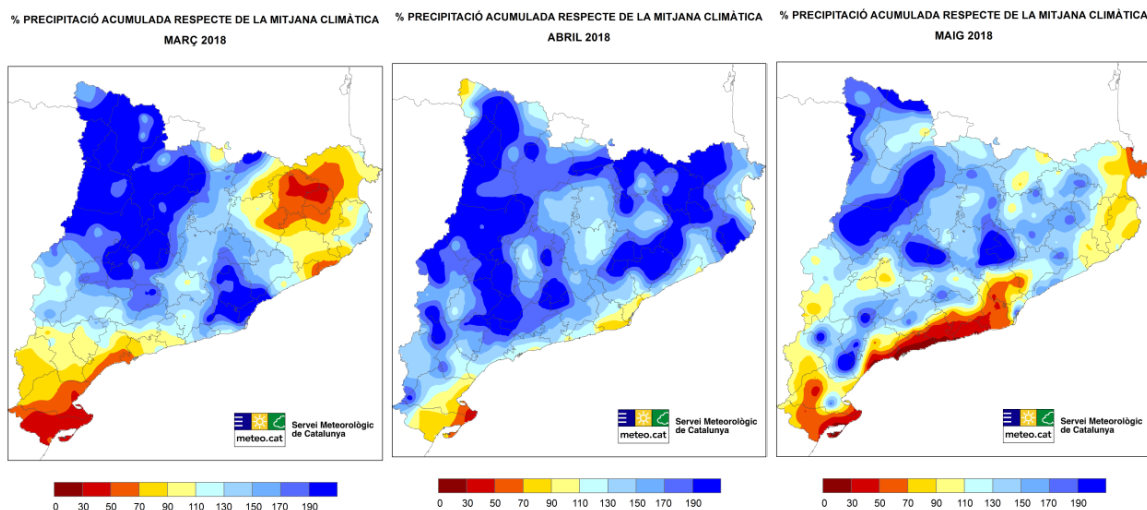 % PRECIPITACIÓ ACUMULADA RESPECTE DE LA MITJANA CLIMÀTICA
MARÇ 2018
% PRECIPITACIÓ ACUMULADA RESPECTE DE LA MITJANA CLIMÀTICA
ABRIL 2018
% PRECIPITACIÓ ACUMULADA RESPECTE DE LA MITJANA CLIMÀTICA
MAIG 2018
meteo.cat
Servei Meteorològic
de Catalunya
meteo.cat
Servei Meteorològic
de Catalunya
meteo.cat
Servei Meteorològic
de Catalunya
0 30 50 70 90 110 130 150 170 190
0 30 50 70 90 110 130 150 170 190
0 30 50 70 90 110 130 150 170 190